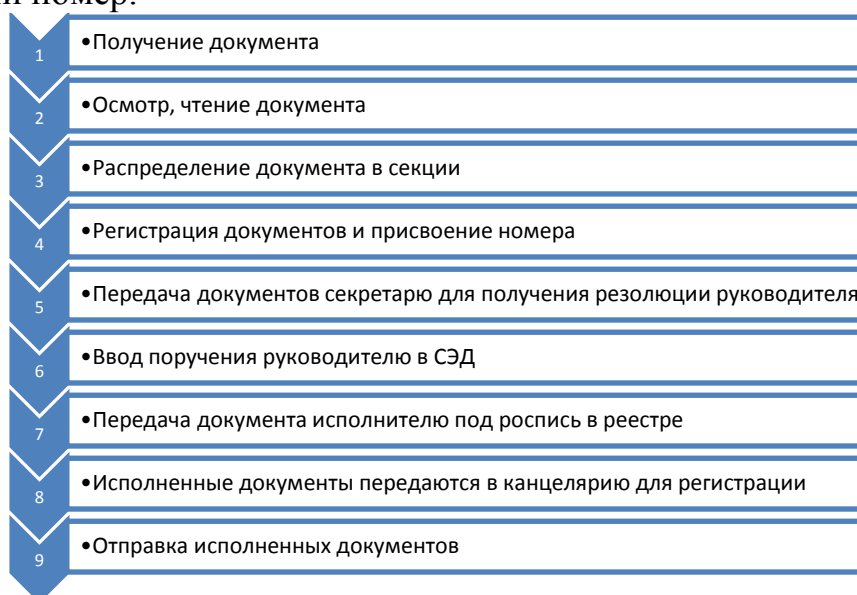 номер.
1
•Получение документа
2
•Осмотр, чтение документа
3
•Распределение документа в секции
4
•Регистрация документов и присвоение номера
5
•Передача документов секретарю для получения резолюции руководителя
6
•Ввод поручения руководителю в СЭД
7
•Передача документа исполнителю под роспись в реестре
8
•Исполненные документы передаются в канцелярию для регистрации
9
•Отправка исполненных документов